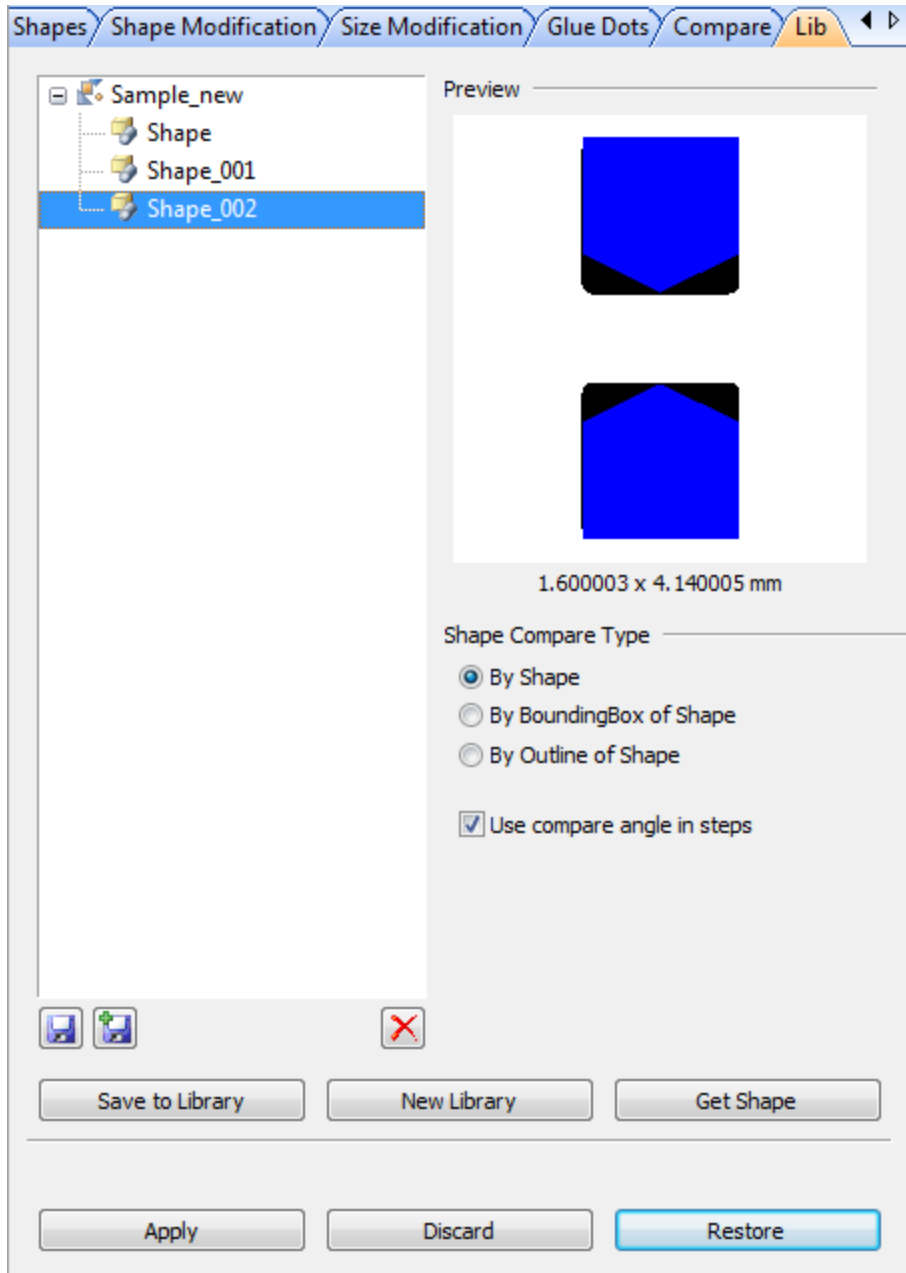 Shapes Shape Modification Size Modification Glue Dots Compare Lib
Sample_new
Shape
Shape_001
Shape_002
Preview
1.600003 x 4.140005 mm
Shape Compare Type
By Shape
By BoundingBox of Shape
By Outline of Shape
Use compare angle in steps
Save to Library New Library Get Shape
Apply Discard Restore